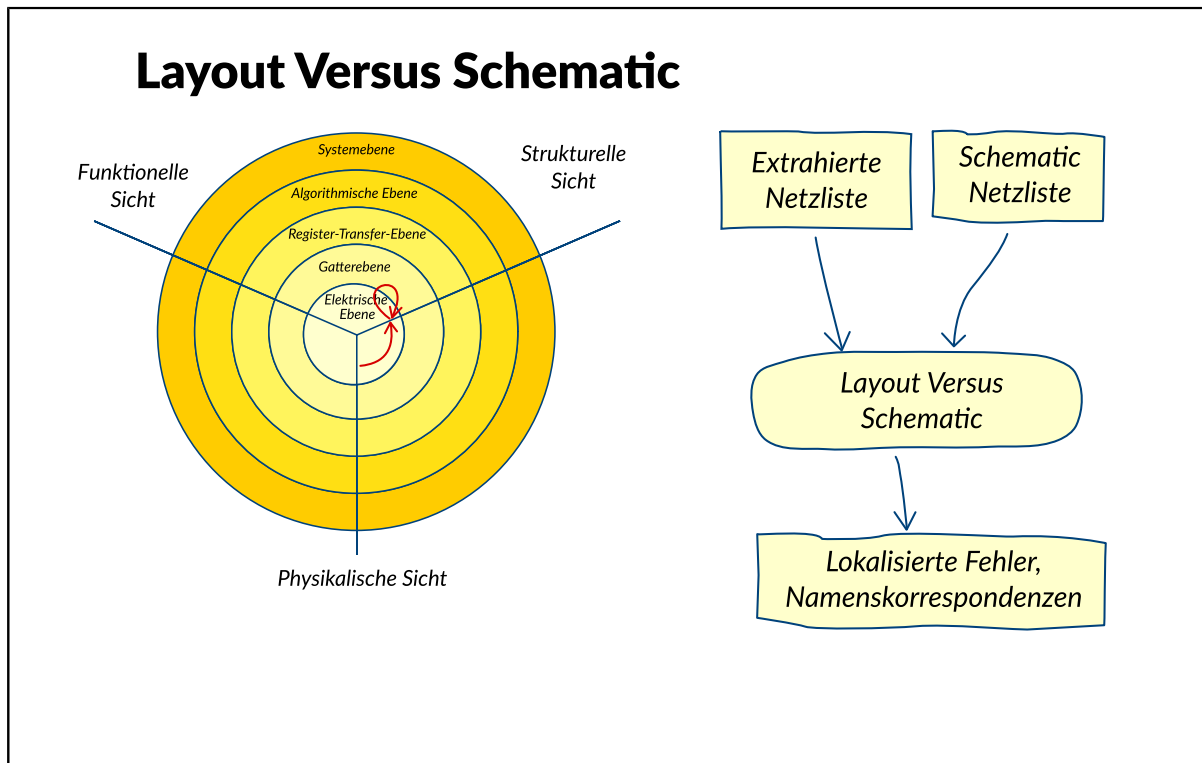 Layout Versus Schematic
Funktionelle
Sicht
Strukturelle
Sicht
Systemebene
Algorithmische Ebene
Register-Transfer-Ebene
Gatterebene
Elektrische
Ebene
Physikalische Sicht
Extrahierte
Netzliste
Schematic
Netzliste
Layout Versus
Schematic
Lokalisierte Fehler,
Namenskorrespondenzen